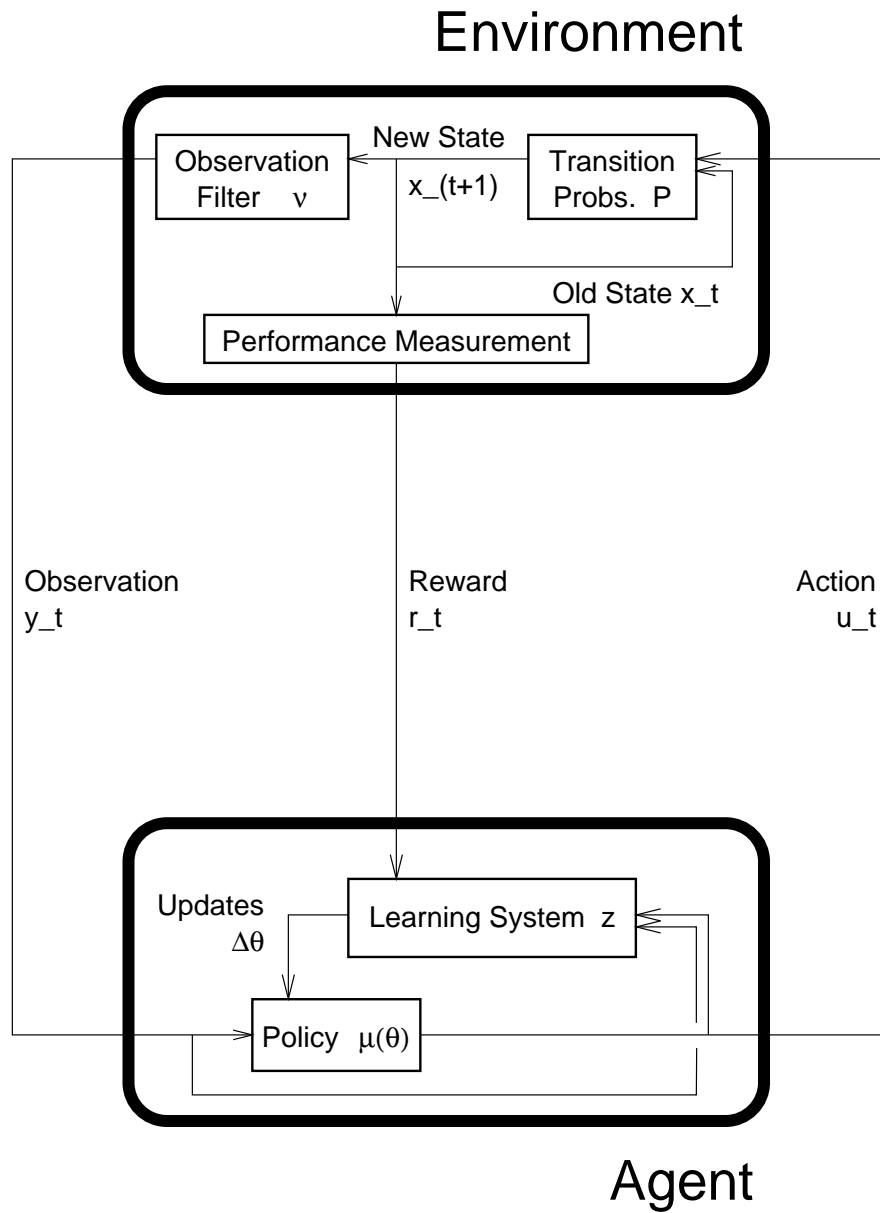 Environment
Observation
Filter ν
New State
x_(t+1)
Transition
Probs. P
Old State x_t
Performance Measurement
Observation
y_t
Reward
r_t
Action
u_t
Updates
Δθ
Learning System z
Policy μ(θ)
Agent